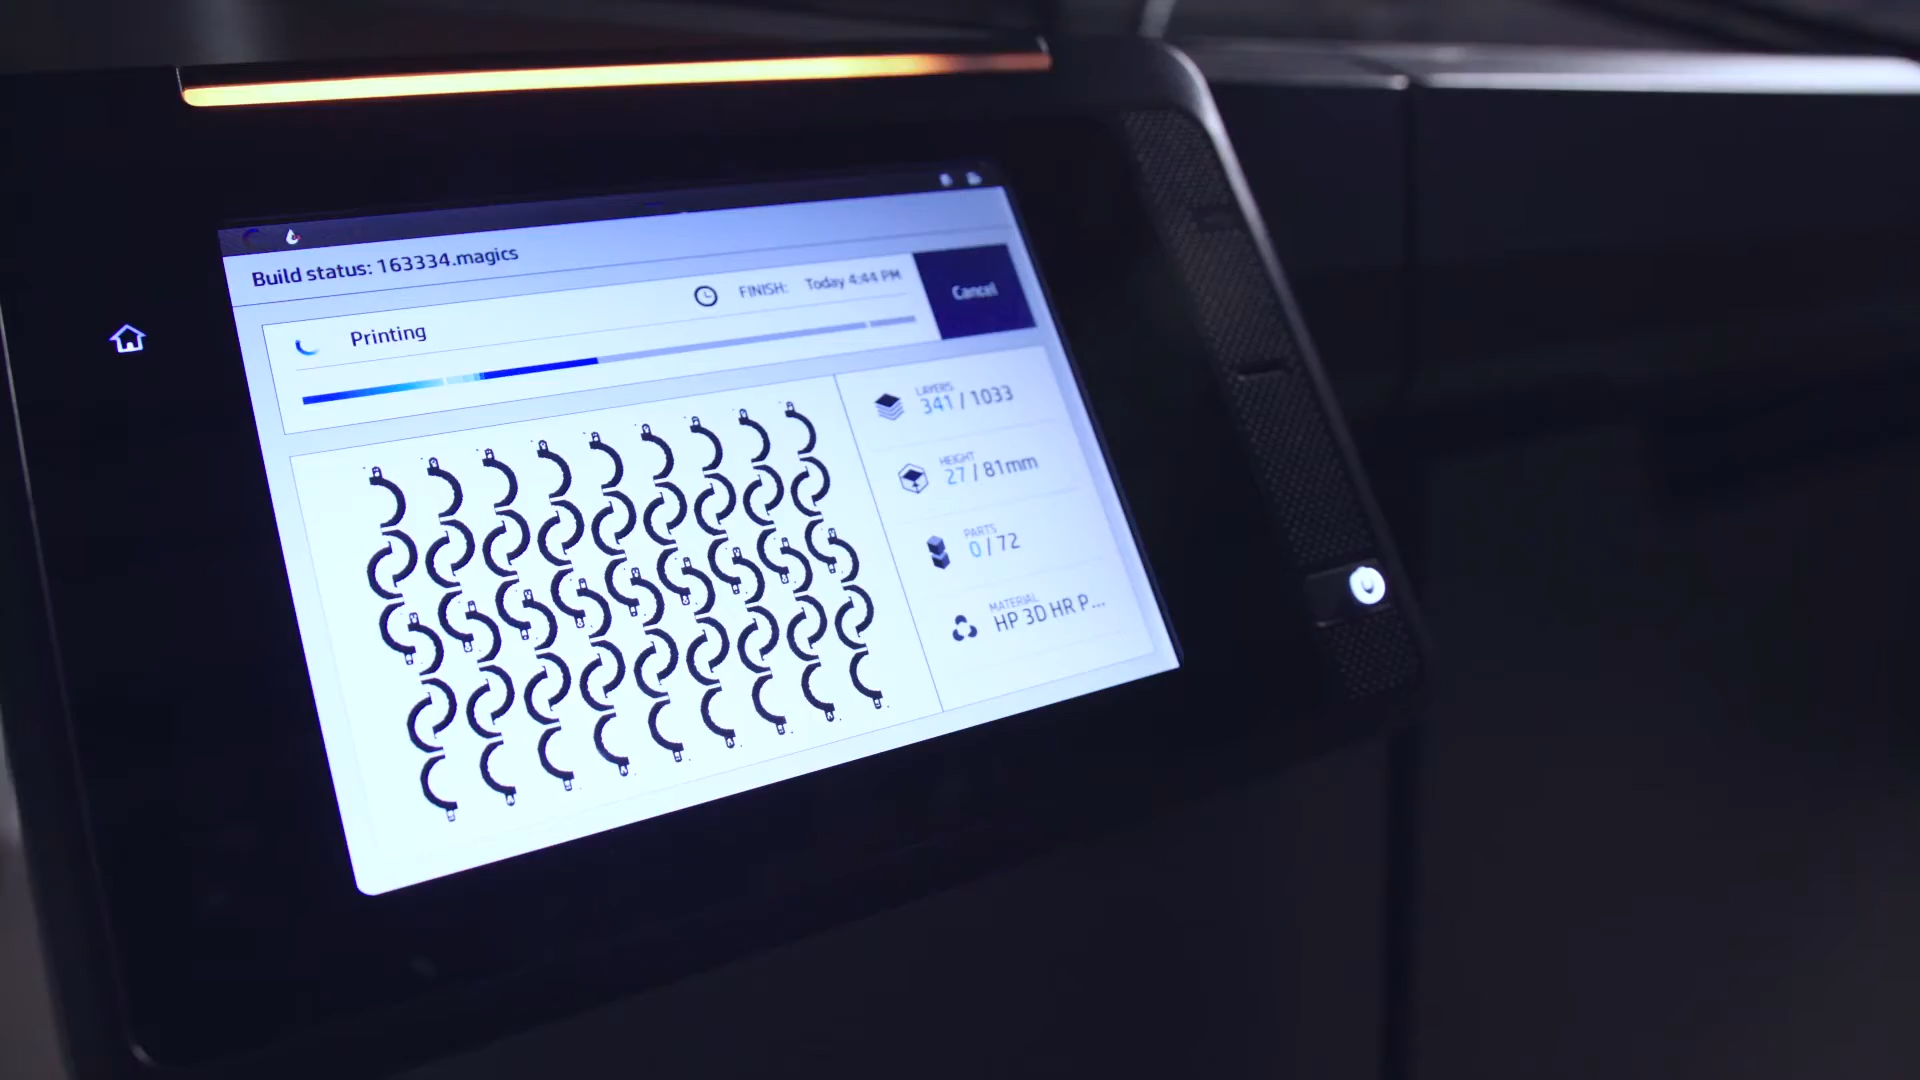 Build status: 163334.magics
Printing
FINISH: Today 4:44 PM
Cancel
LAYERS
341 / 1033
HEIGHT
27 / 81mm
PARTS
0 / 72
MATERIAL
HP 3D HR P...